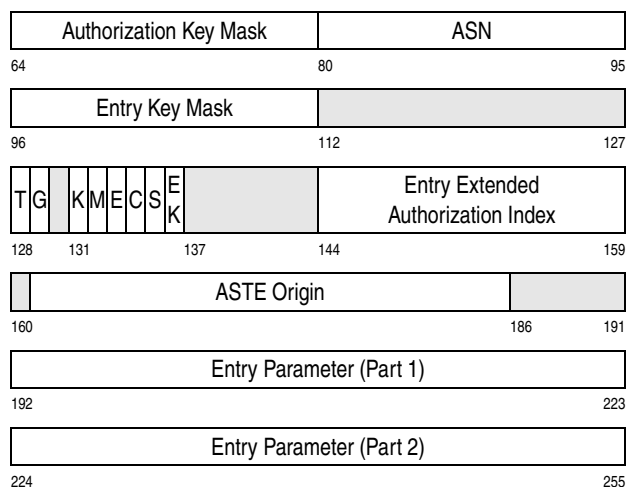 Authorization Key Mask ASN
64 80 95
Entry Key Mask
96 112 127
T G K M E C S E K Entry Extended Authorization Index
128 131 137 144 159
ASTE Origin
160 186 191
Entry Parameter (Part 1)
192 223
Entry Parameter (Part 2)
224 255